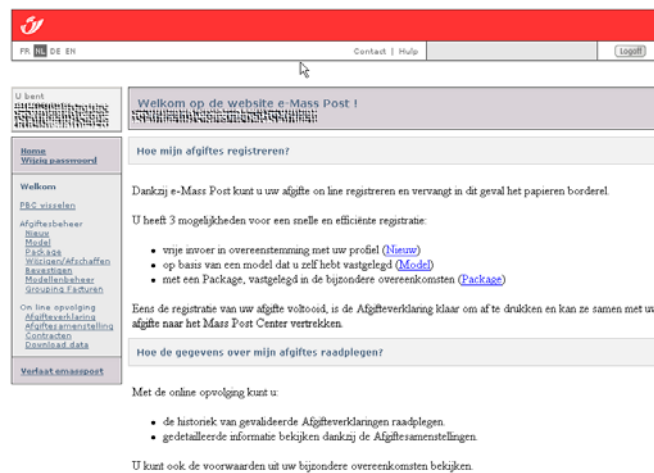 FR NL DE EN
Contact | Hulp
Logoff
U bent
Welkom op de website e-Mass Post !
Home
Wijzig password
Hoe mijn afgiftes registreren?
Welkom
PBC wisselen
Afgiftesbeheer
Nieuw
Model
Package
Wijzigen/Afschaffen
Bevestigen
Modellenbeheer
Grouping Facturen
On line opvolging
Afgifteverklaring
Afgiftesamenstelling
Contracten
Download data
Verlaat emasspost
Dankzij e-Mass Post kunt u uw afgifte on line registreren en vervangt in dit geval het papieren borderel.
U heeft 3 mogelijkheden voor een snelle en efficiënte registratie:
vrije invoer in overeenstemming met uw profiel (Nieuw)
op basis van een model dat u zelf hebt vastgelegd (Model)
met een Package, vastgelegd in de bijzondere overeenkomsten (Package)
Eens de registratie van uw afgifte voltooid, is de Afgifteverklaring klaar om af te drukken en kan ze samen met uw
afgifte naar het Mass Post Center vertrekken.
Hoe de gegevens over mijn afgiftes raadplegen?
Met de online opvolging kunt u:
de historiek van gevalideerde Afgifteverklaringen raadplegen.
gedetailleerde informatie bekijken dankzij de Afgiftesamenstellingen.
U kunt ook de voorwaarden uit uw bijzondere overeenkomsten bekijken.